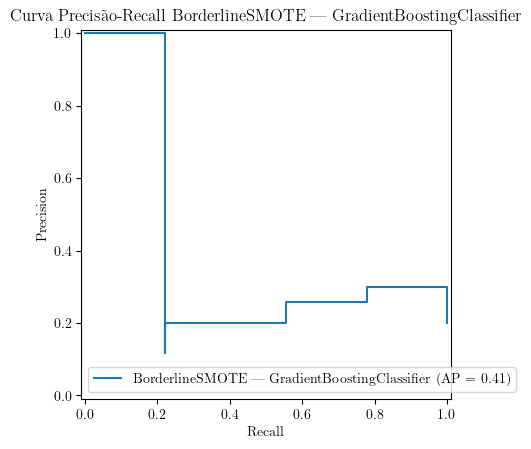 Curva Precisão-Recall BorderlineSMOTE — GradientBoostingClassifier
1.0
0.8
0.6
0.4
0.2
0.0
Precision
BorderlineSMOTE — GradientBoostingClassifier (AP = 0.41)
0.0 0.2 0.4 0.6 0.8 1.0
Recall